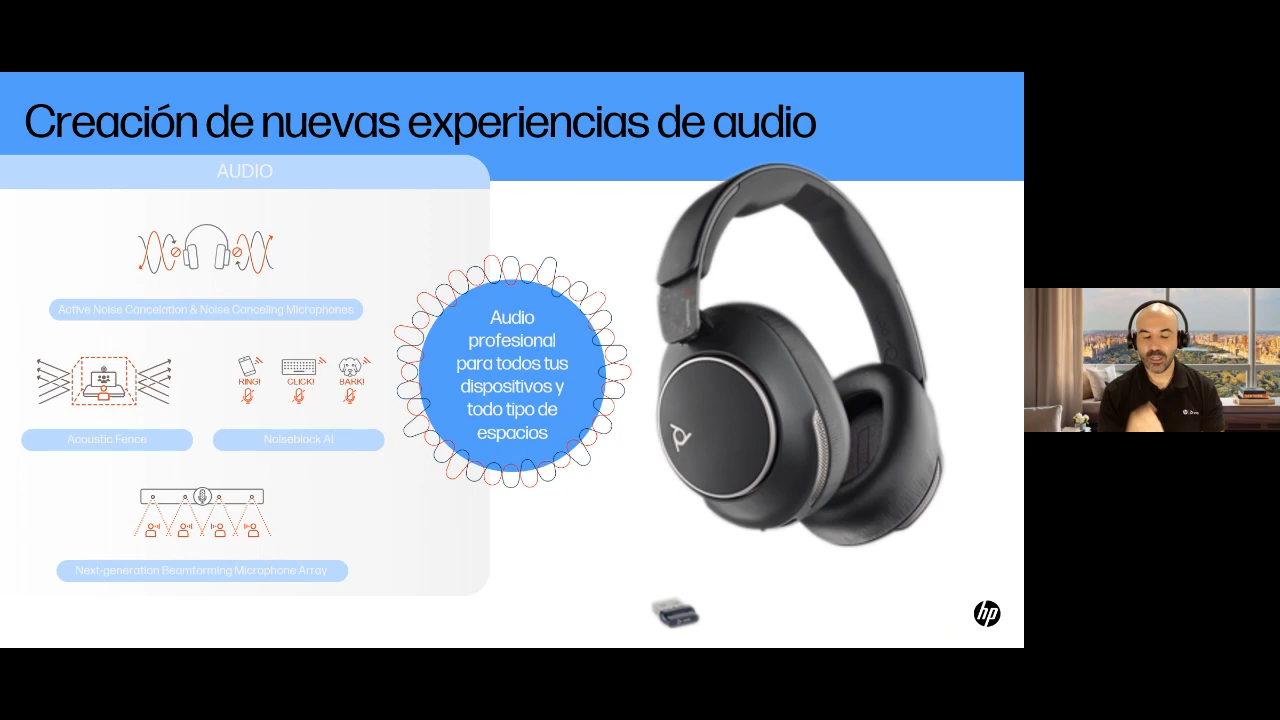 Creación de nuevas experiencias de audio
AUDIO
Active Noise Cancelation & Noise Canceling Microphones
RING!
CLICK!
BARK!
Acoustic Fence
Noiseblock AI
Next-generation Beamforming Microphone Array
Audio
profesional
para todos tus
dispositivos y
todo tipo de
espacios
hp